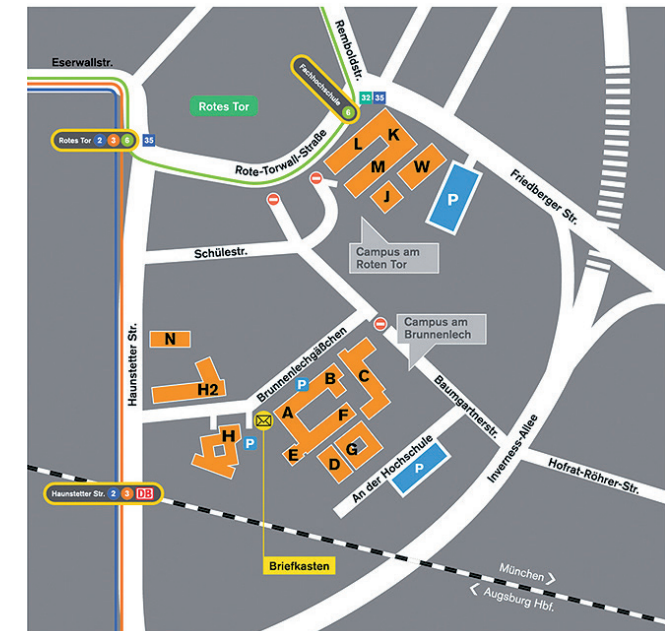 Eserwallstr.
Remboldstr.
Fachhochschule 6
32 35
Rotes Tor
Rotes Tor 2 3 6
35
Rote-Torwall-Straße
L
K
M
W
J
P
Friedberger Str.
Schülestr.
Campus am
Roten Tor
Campus am
Brunnenlech
Haunstetter Str.
N
H2
Brunnenlechgäßchen
P
B
C
A
F
E
G
D
H
P
Baumgartnerstr.
An der Hochschule
P
Inverness-Allee
Hofrat-Röhrer-Str.
Haunstetter Str. 2 3 DB
Briefkasten
München >
< Augsburg Hbf.